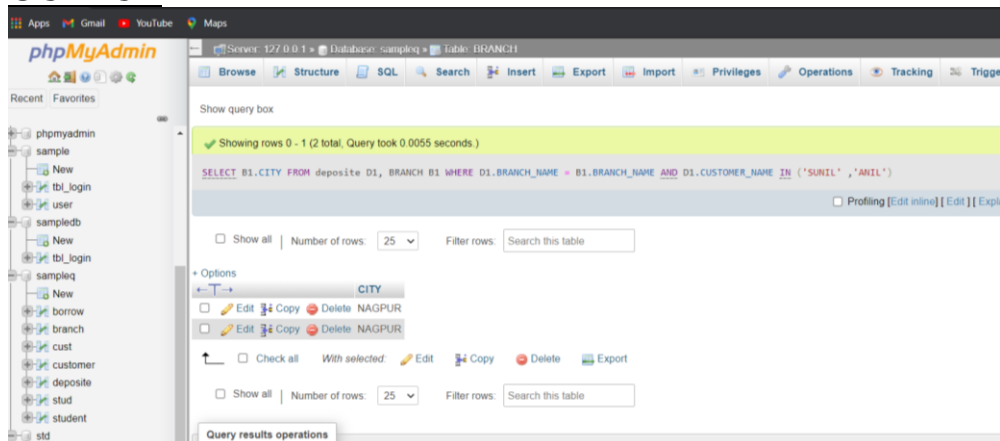 Apps Gmail YouTube Maps
phpMyAdmin
Recent Favorites
phpmyadmin
sample
New
tbl_login
user
sampledb
New
tbl_login
sampleq
New
borrow
branch
cust
customer
deposite
stud
student
std
Server: 127.0.0.1 » Database: sampleq » Table: BRANCH
Browse Structure SQL Search Insert Export Import Privileges Operations Tracking Trigge
Show query box
Showing rows 0 - 1 (2 total, Query took 0.0055 seconds.)
SELECT B1.CITY FROM deposite D1, BRANCH B1 WHERE D1.BRANCH_NAME = B1.BRANCH_NAME AND D1.CUSTOMER_NAME IN ('SUNIL' ,'ANIL')
Profiling [Edit inline] [ Edit ] [ Expla
Show all | Number of rows: 25 Filter rows: Search this table
+ Options
←T→ CITY
Edit Copy Delete NAGPUR
Edit Copy Delete NAGPUR
Check all With selected: Edit Copy Delete Export
Show all | Number of rows: 25 Filter rows: Search this table
Query results operations